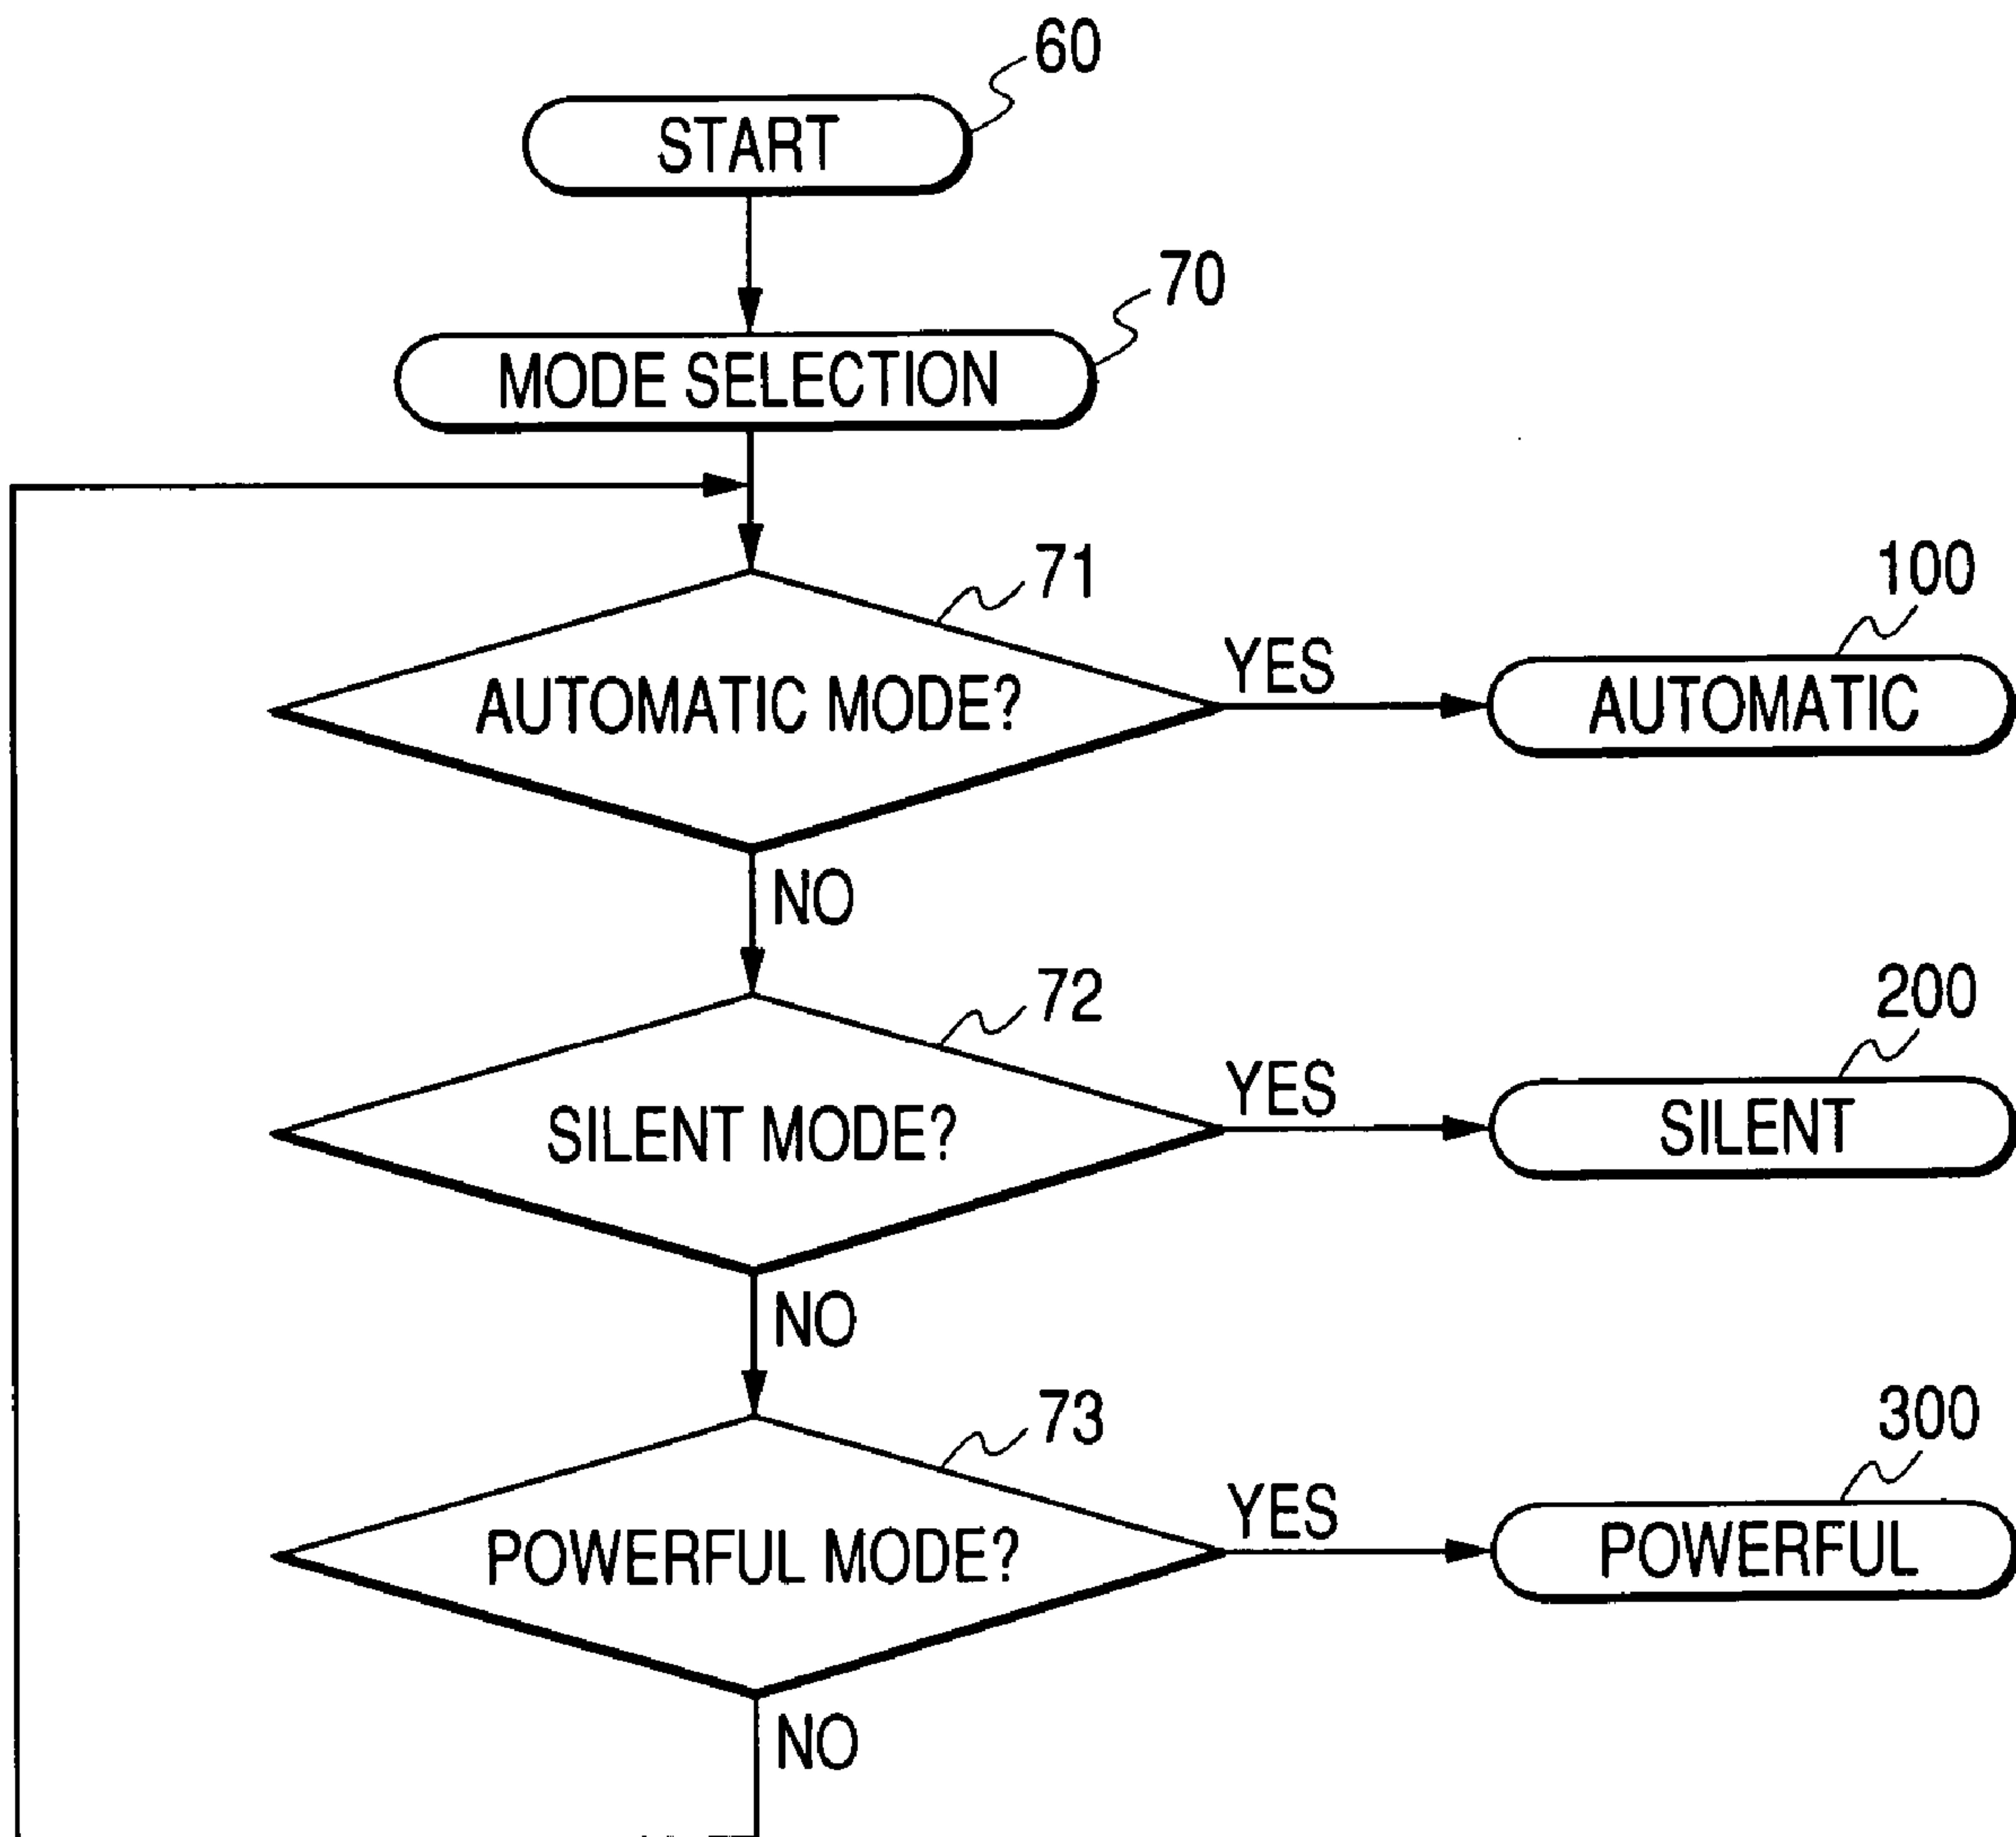 60
START
70
MODE SELECTION
71
100
YES
AUTOMATIC MODE?
AUTOMATIC
NO
72
200
YES
SILENT MODE?
SILENT
NO
73
300
YES
POWERFUL MODE?
POWERFUL
NO